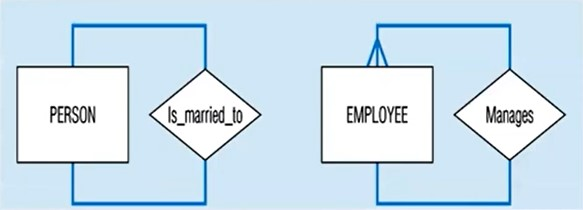 PERSON
Is_married_to
EMPLOYEE
Manages